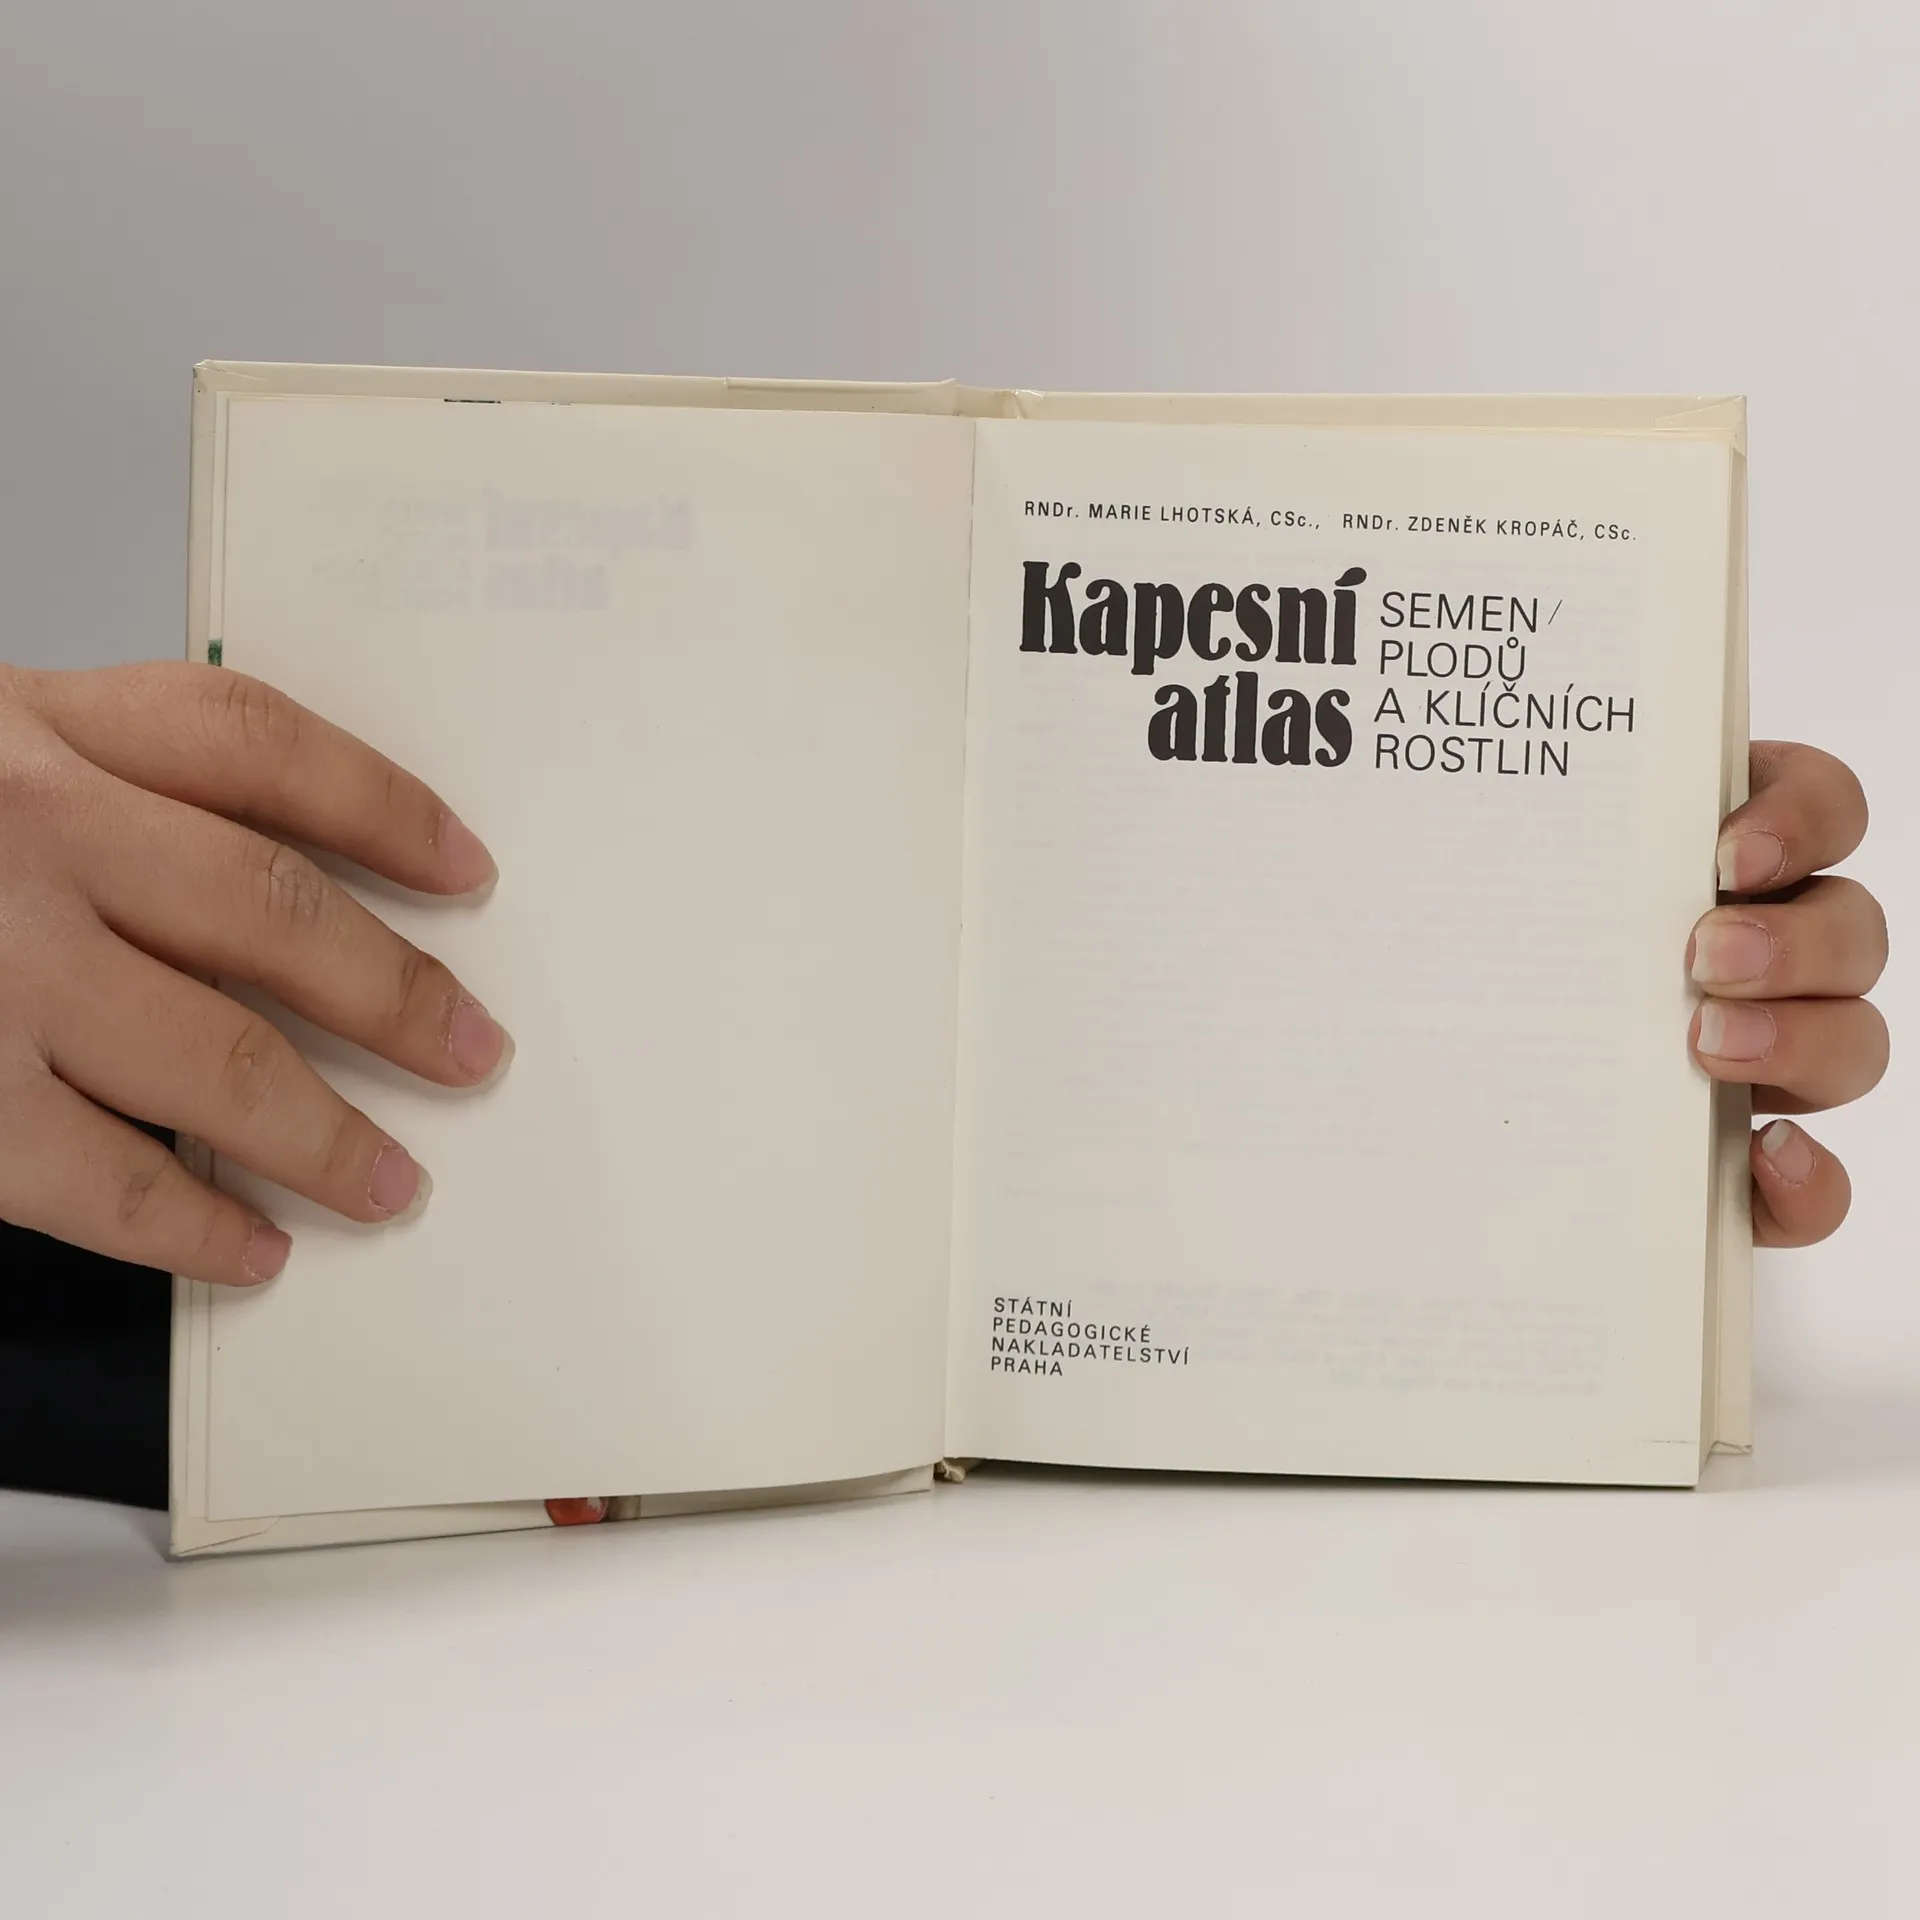 RNDr. MARIE LHOTSKÁ, CSc., RNDr. ZDENĚK KROPÁČ, CSc.
Kapesní
atlas
SEMEN/
PLODŮ
A KLÍČNÍCH
ROSTLIN
STÁTNÍ
PEDAGOGICKÉ
NAKLADATELSTVÍ
PRAHA